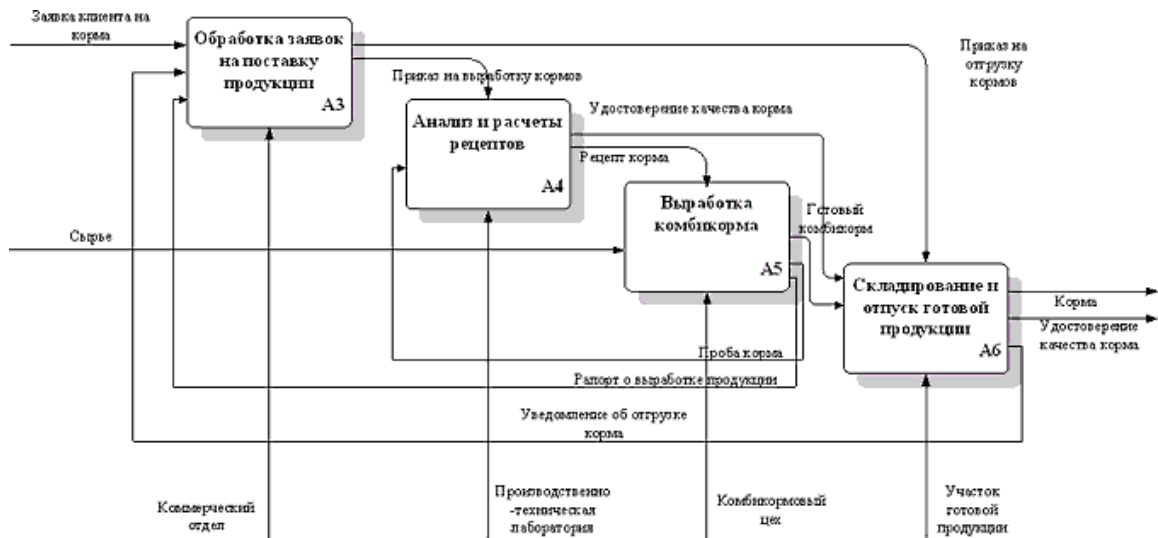 Заявка клиента на
корма
Обработка заявок
на поставку
продукции
A3
Приказ на
отгрузку
кормов
Приказ на выработку кормов
Анализ и расчеты
рецептов
A4
Удостоверение качества корма
Рецепт корма
Выработка
комбикорма
A5
Готовый
комбикорм
Сырье
Складирование и
отпуск готовой
продукции
A6
Корма
Удостоверение
качества корма
Проба корма
Рапорт о выработке продукции
Уведомление об отгрузке
корма
Коммерческий
отдел
Производственно
-техническая
лаборатория
Комбикормовый
цех
Участок
готовой
продукции